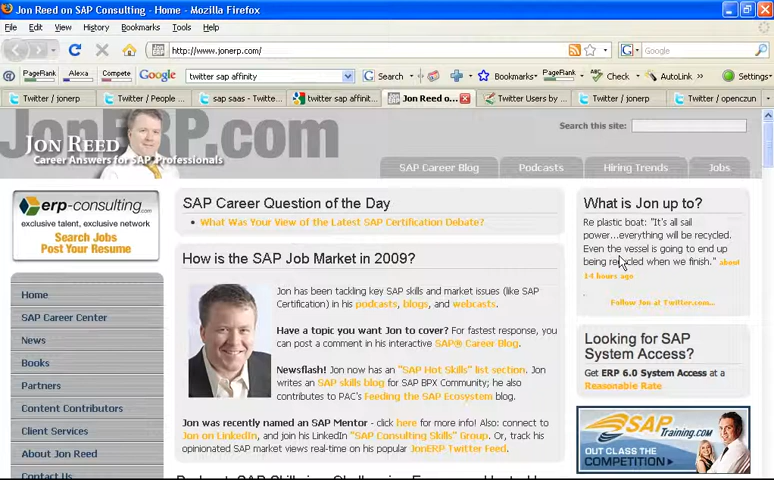 Jon Reed on SAP Consulting - Home - Mozilla Firefox
File Edit View History Bookmarks Tools Help
http://www.jonerp.com/
Google
@ PageRank Alexa Compete Google twitter sap affinity Search Bookmarks PageRank Check AutoLink Settings
Twitter / jonerp
Twitter / People ...
sap saas - Twitte...
twitter sap affinit...
Jon Reed o...
Twitter Users by ...
Twitter / jonerp
Twitter / openczun
JonERP.com
JON REED
Career Answers for SAP Professionals
Search this site:
SAP Career Blog
Podcasts
Hiring Trends
Jobs
erp-consulting.com
exclusive talent, exclusive network
Search Jobs
Post Your Resume
Home
SAP Career Center
News
Books
Partners
Content Contributors
Client Services
About Jon Reed
Contact Us
SAP Career Question of the Day
What Was Your View of the Latest SAP Certification Debate?
How is the SAP Job Market in 2009?
Jon has been tackling key SAP skills and market issues (like SAP
Certification) in his podcasts, blogs, and webcasts.
Have a topic you want Jon to cover? For fastest response, you
can post a comment in his interactive SAP® Career Blog.
Newsflash! Jon now has an "SAP Hot Skills" list section. Jon
writes an SAP skills blog for SAP BPX Community; he also
contributes to PAC's Feeding the SAP Ecosystem blog.
Jon was recently named an SAP Mentor - click here for more info! Also: connect to
Jon on LinkedIn, and join his LinkedIn "SAP Consulting Skills" Group. Or, track his
opinionated SAP market views real-time on his popular JonERP Twitter Feed.
What is Jon up to?
Re plastic boat: "It's all sail
power...everything will be recycled.
Even the vessel is going to end up
being recycled when we finish." about
14 hours ago
Follow Jon at Twitter.com...
Looking for SAP
System Access?
Get ERP 6.0 System Access at a
Reasonable Rate
SAP Training.com
OUT CLASS THE
COMPETITION